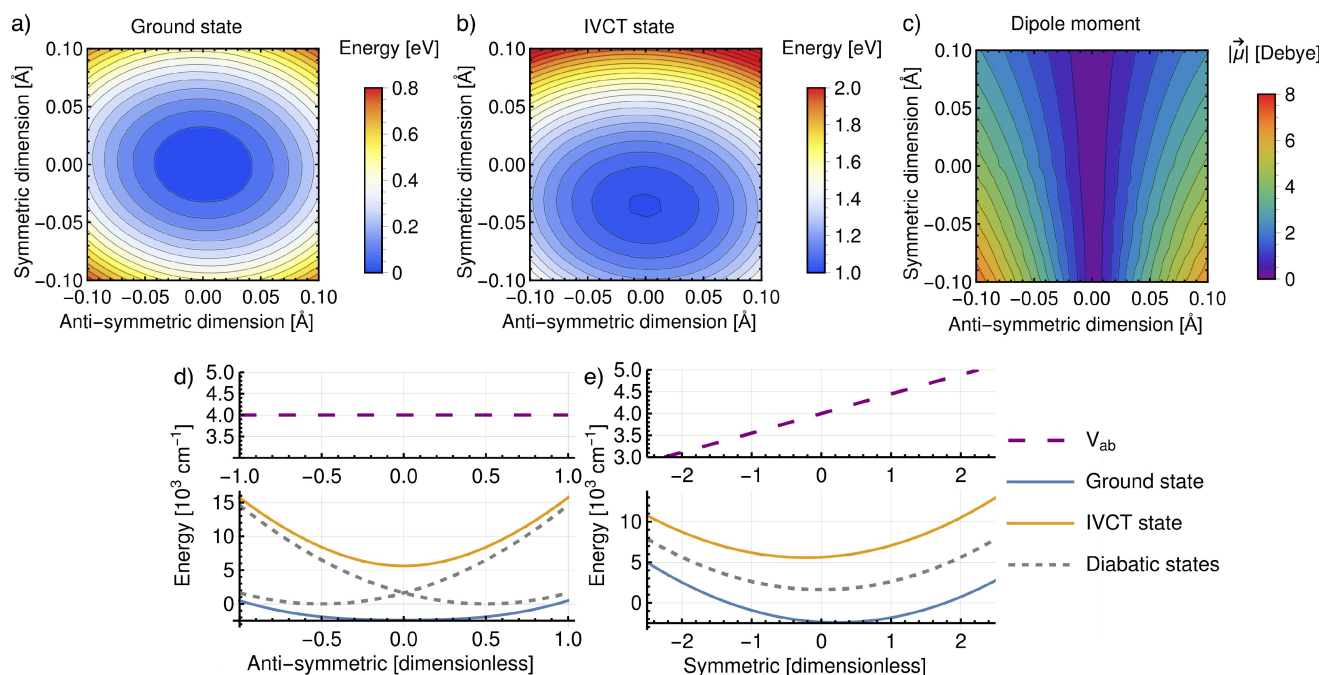 a) Ground state
Energy [eV]
Symmetric dimension [Å]
0.10
0.05
0.00
−0.05
−0.10
−0.10 −0.05 0.00 0.05 0.10
Anti−symmetric dimension [Å]
0.8
0.6
0.4
0.2
0
b) IVCT state
Energy [eV]
Symmetric dimension [Å]
0.10
0.05
0.00
−0.05
−0.10
−0.10 −0.05 0.00 0.05 0.10
Anti−symmetric dimension [Å]
2.0
1.8
1.6
1.4
1.2
1.0
c) Dipole moment
|μ⃗| [Debye]
Symmetric dimension [Å]
0.10
0.05
0.00
−0.05
−0.10
−0.10 −0.05 0.00 0.05 0.10
Anti−symmetric dimension [Å]
8
6
4
2
0
d)
5.0
4.5
4.0
3.5
−1.0 −0.5 0.0 0.5 1.0
Energy [10³ cm⁻¹]
15
10
5
0
−1.0 −0.5 0.0 0.5 1.0
Anti−symmetric [dimensionless]
e)
5.0
4.5
4.0
3.5
3.0
−2 −1 0 1 2
Energy [10³ cm⁻¹]
10
5
0
−2 −1 0 1 2
Symmetric [dimensionless]
V_ab
Ground state
IVCT state
Diabatic states